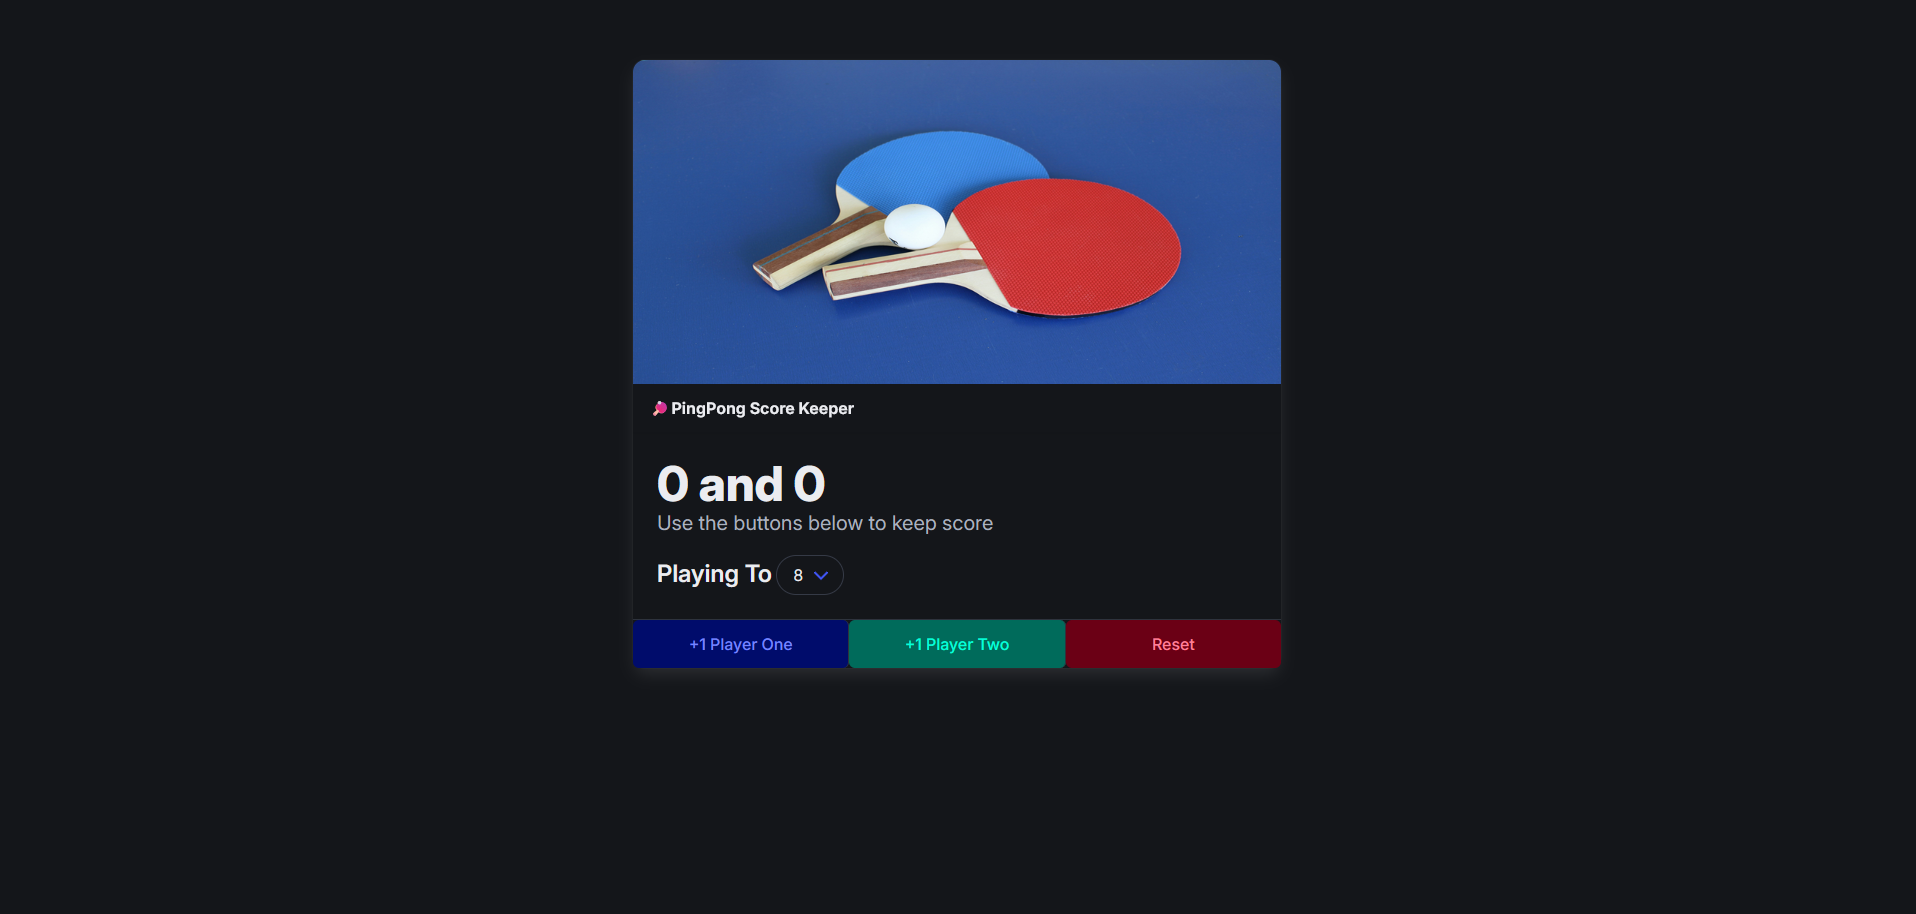 PingPong Score Keeper
0 and 0
Use the buttons below to keep score
Playing To 8
+1 Player One
+1 Player Two
Reset